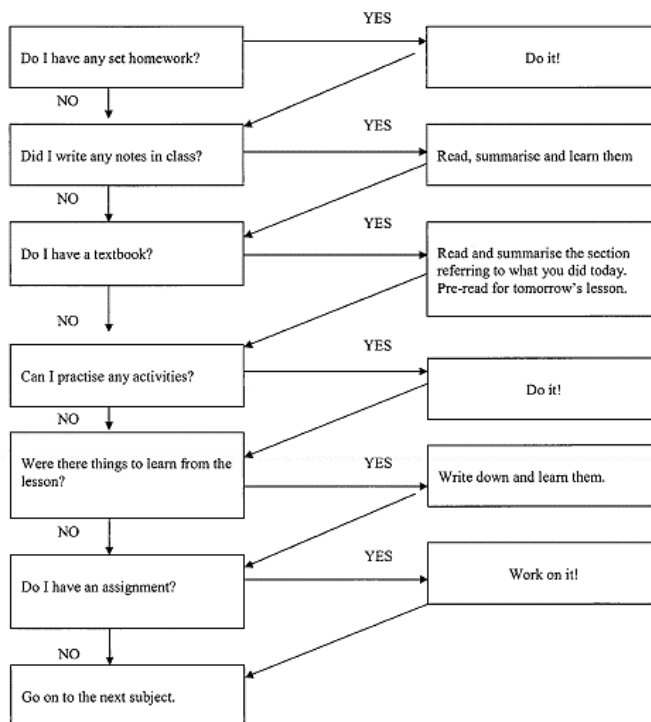 YES
Do I have any set homework?
Do it!
NO
YES
Did I write any notes in class?
Read, summarise and learn them
NO
YES
Do I have a textbook?
Read and summarise the section
referring to what you did today.
Pre-read for tomorrow's lesson.
NO
YES
Can I practise any activities?
Do it!
NO
Were there things to learn from the
lesson?
YES
Write down and learn them.
NO
YES
Do I have an assignment?
Work on it!
NO
Go on to the next subject.